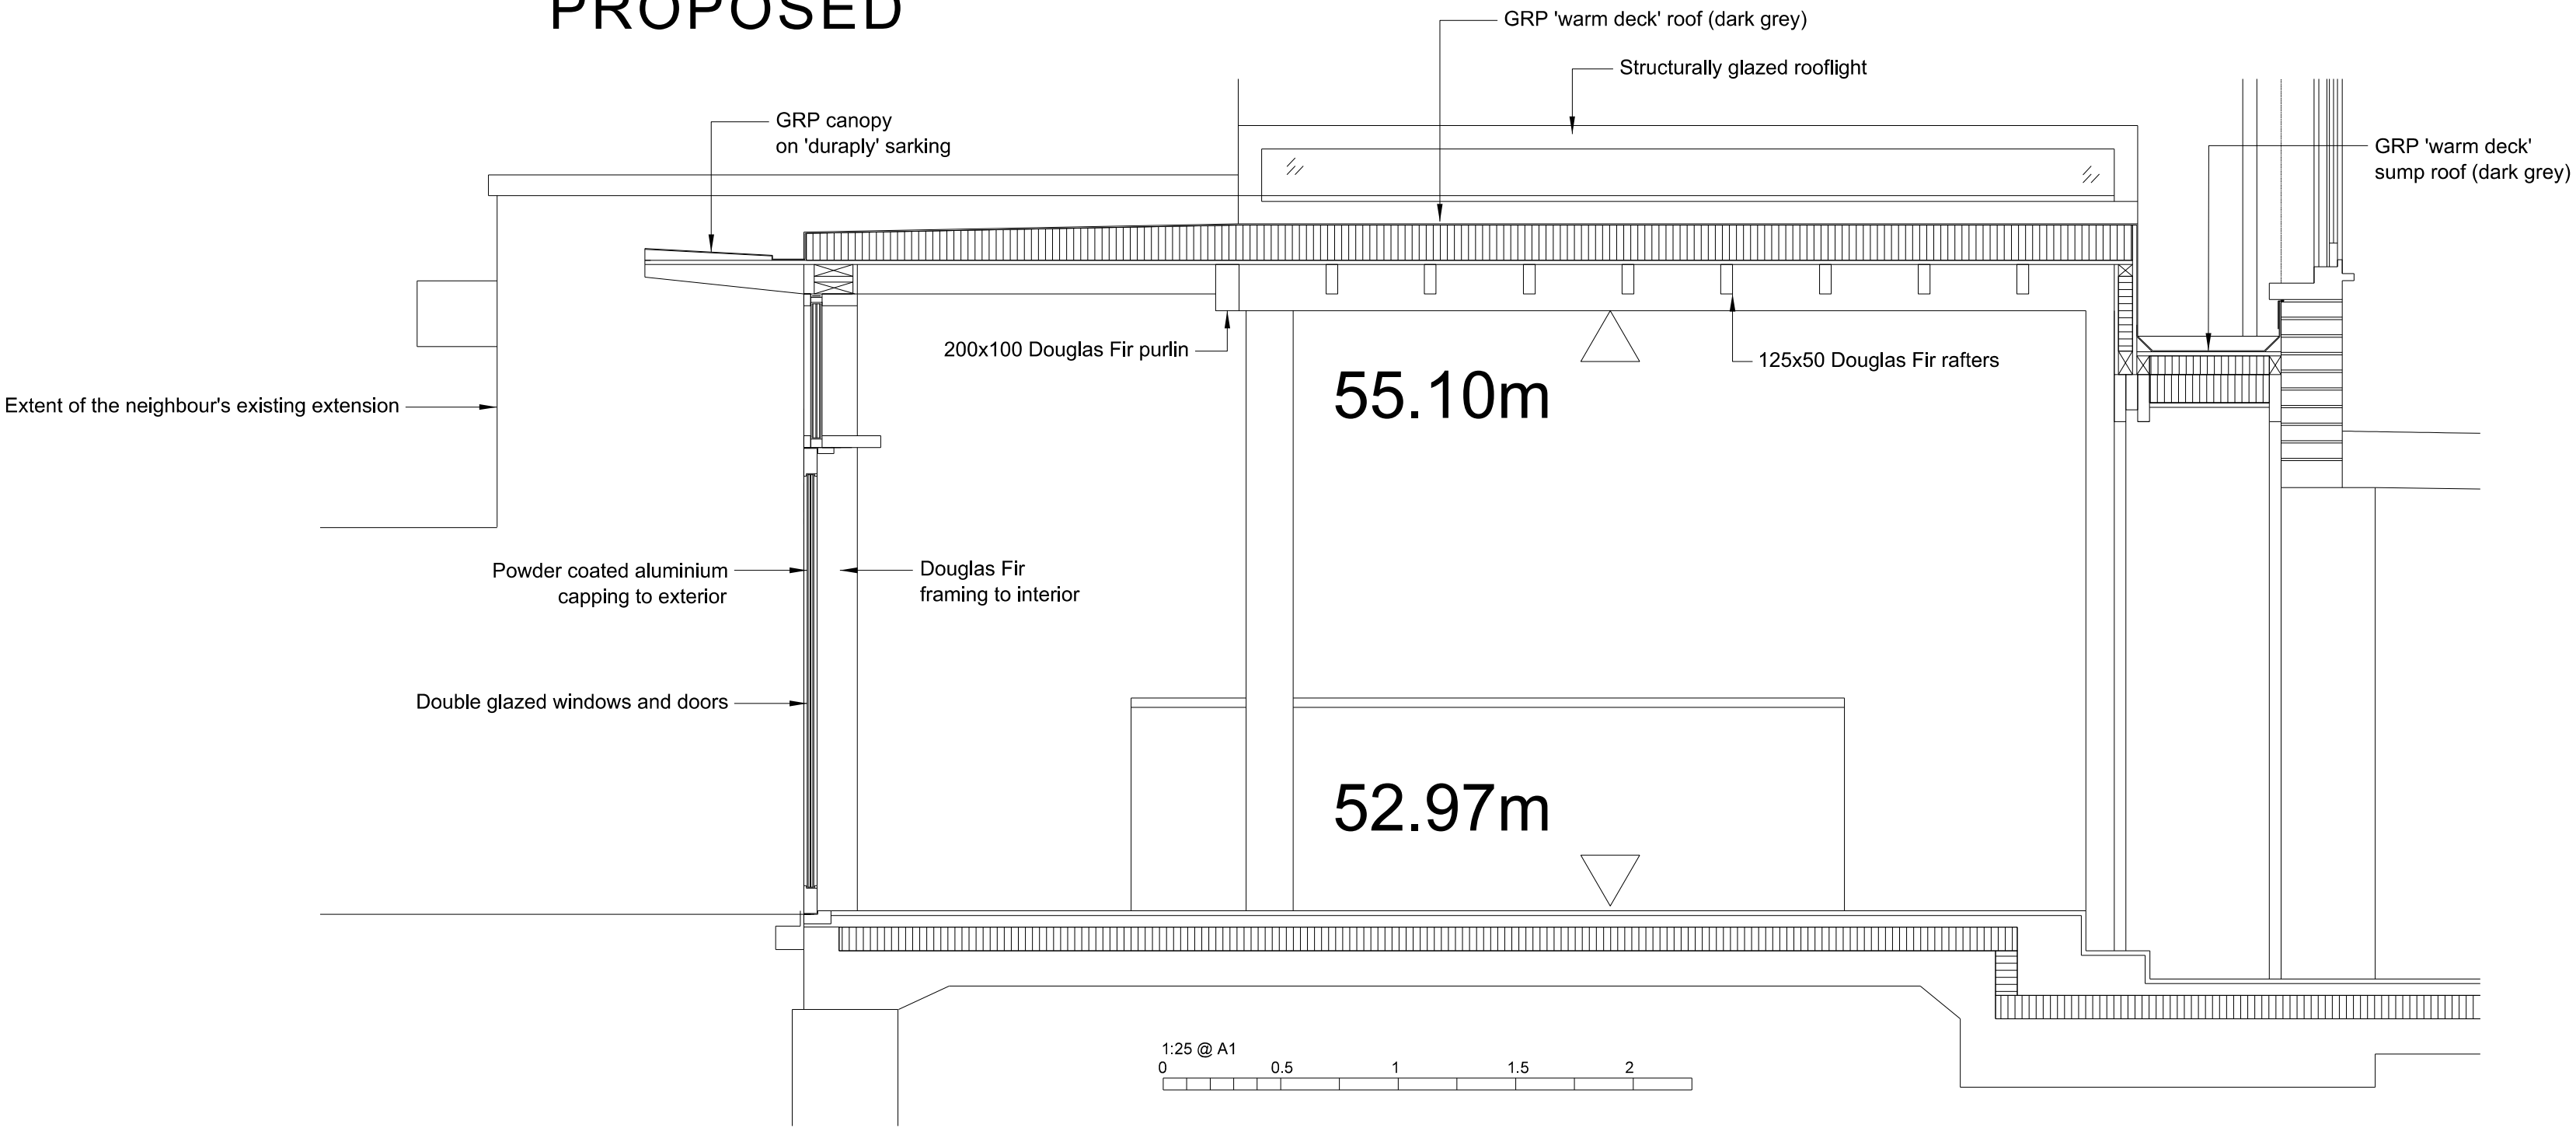 PROPOSED
GRP 'warm deck' roof (dark grey)
Structurally glazed rooflight
GRP canopy
on 'duraply' sarking
GRP 'warm deck'
sump roof (dark grey)
200x100 Douglas Fir purlin
125x50 Douglas Fir rafters
55.10m
Extent of the neighbour's existing extension
Powder coated aluminium
capping to exterior
Douglas Fir
framing to interior
Double glazed windows and doors
52.97m
1:25 @ A1
0 0.5 1 1.5 2